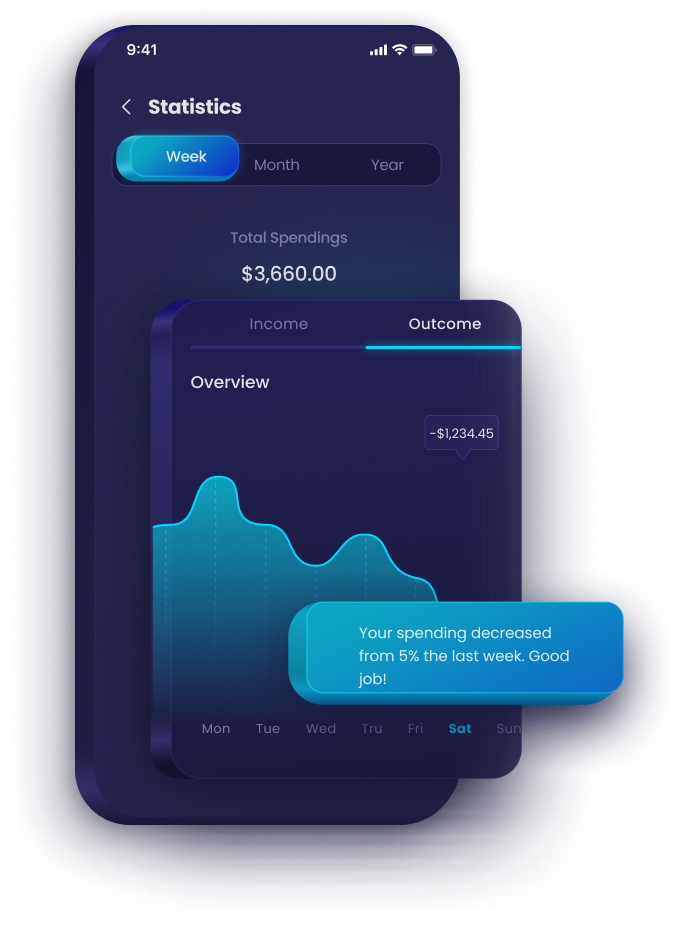 9:41
Statistics
Week Month Year
Total Spendings
$3,660.00
Income Outcome
Overview
-$1,234.45
Your spending decreased
from 5% the last week. Good
job!
Mon Tue Wed Tru Fri Sat Sun